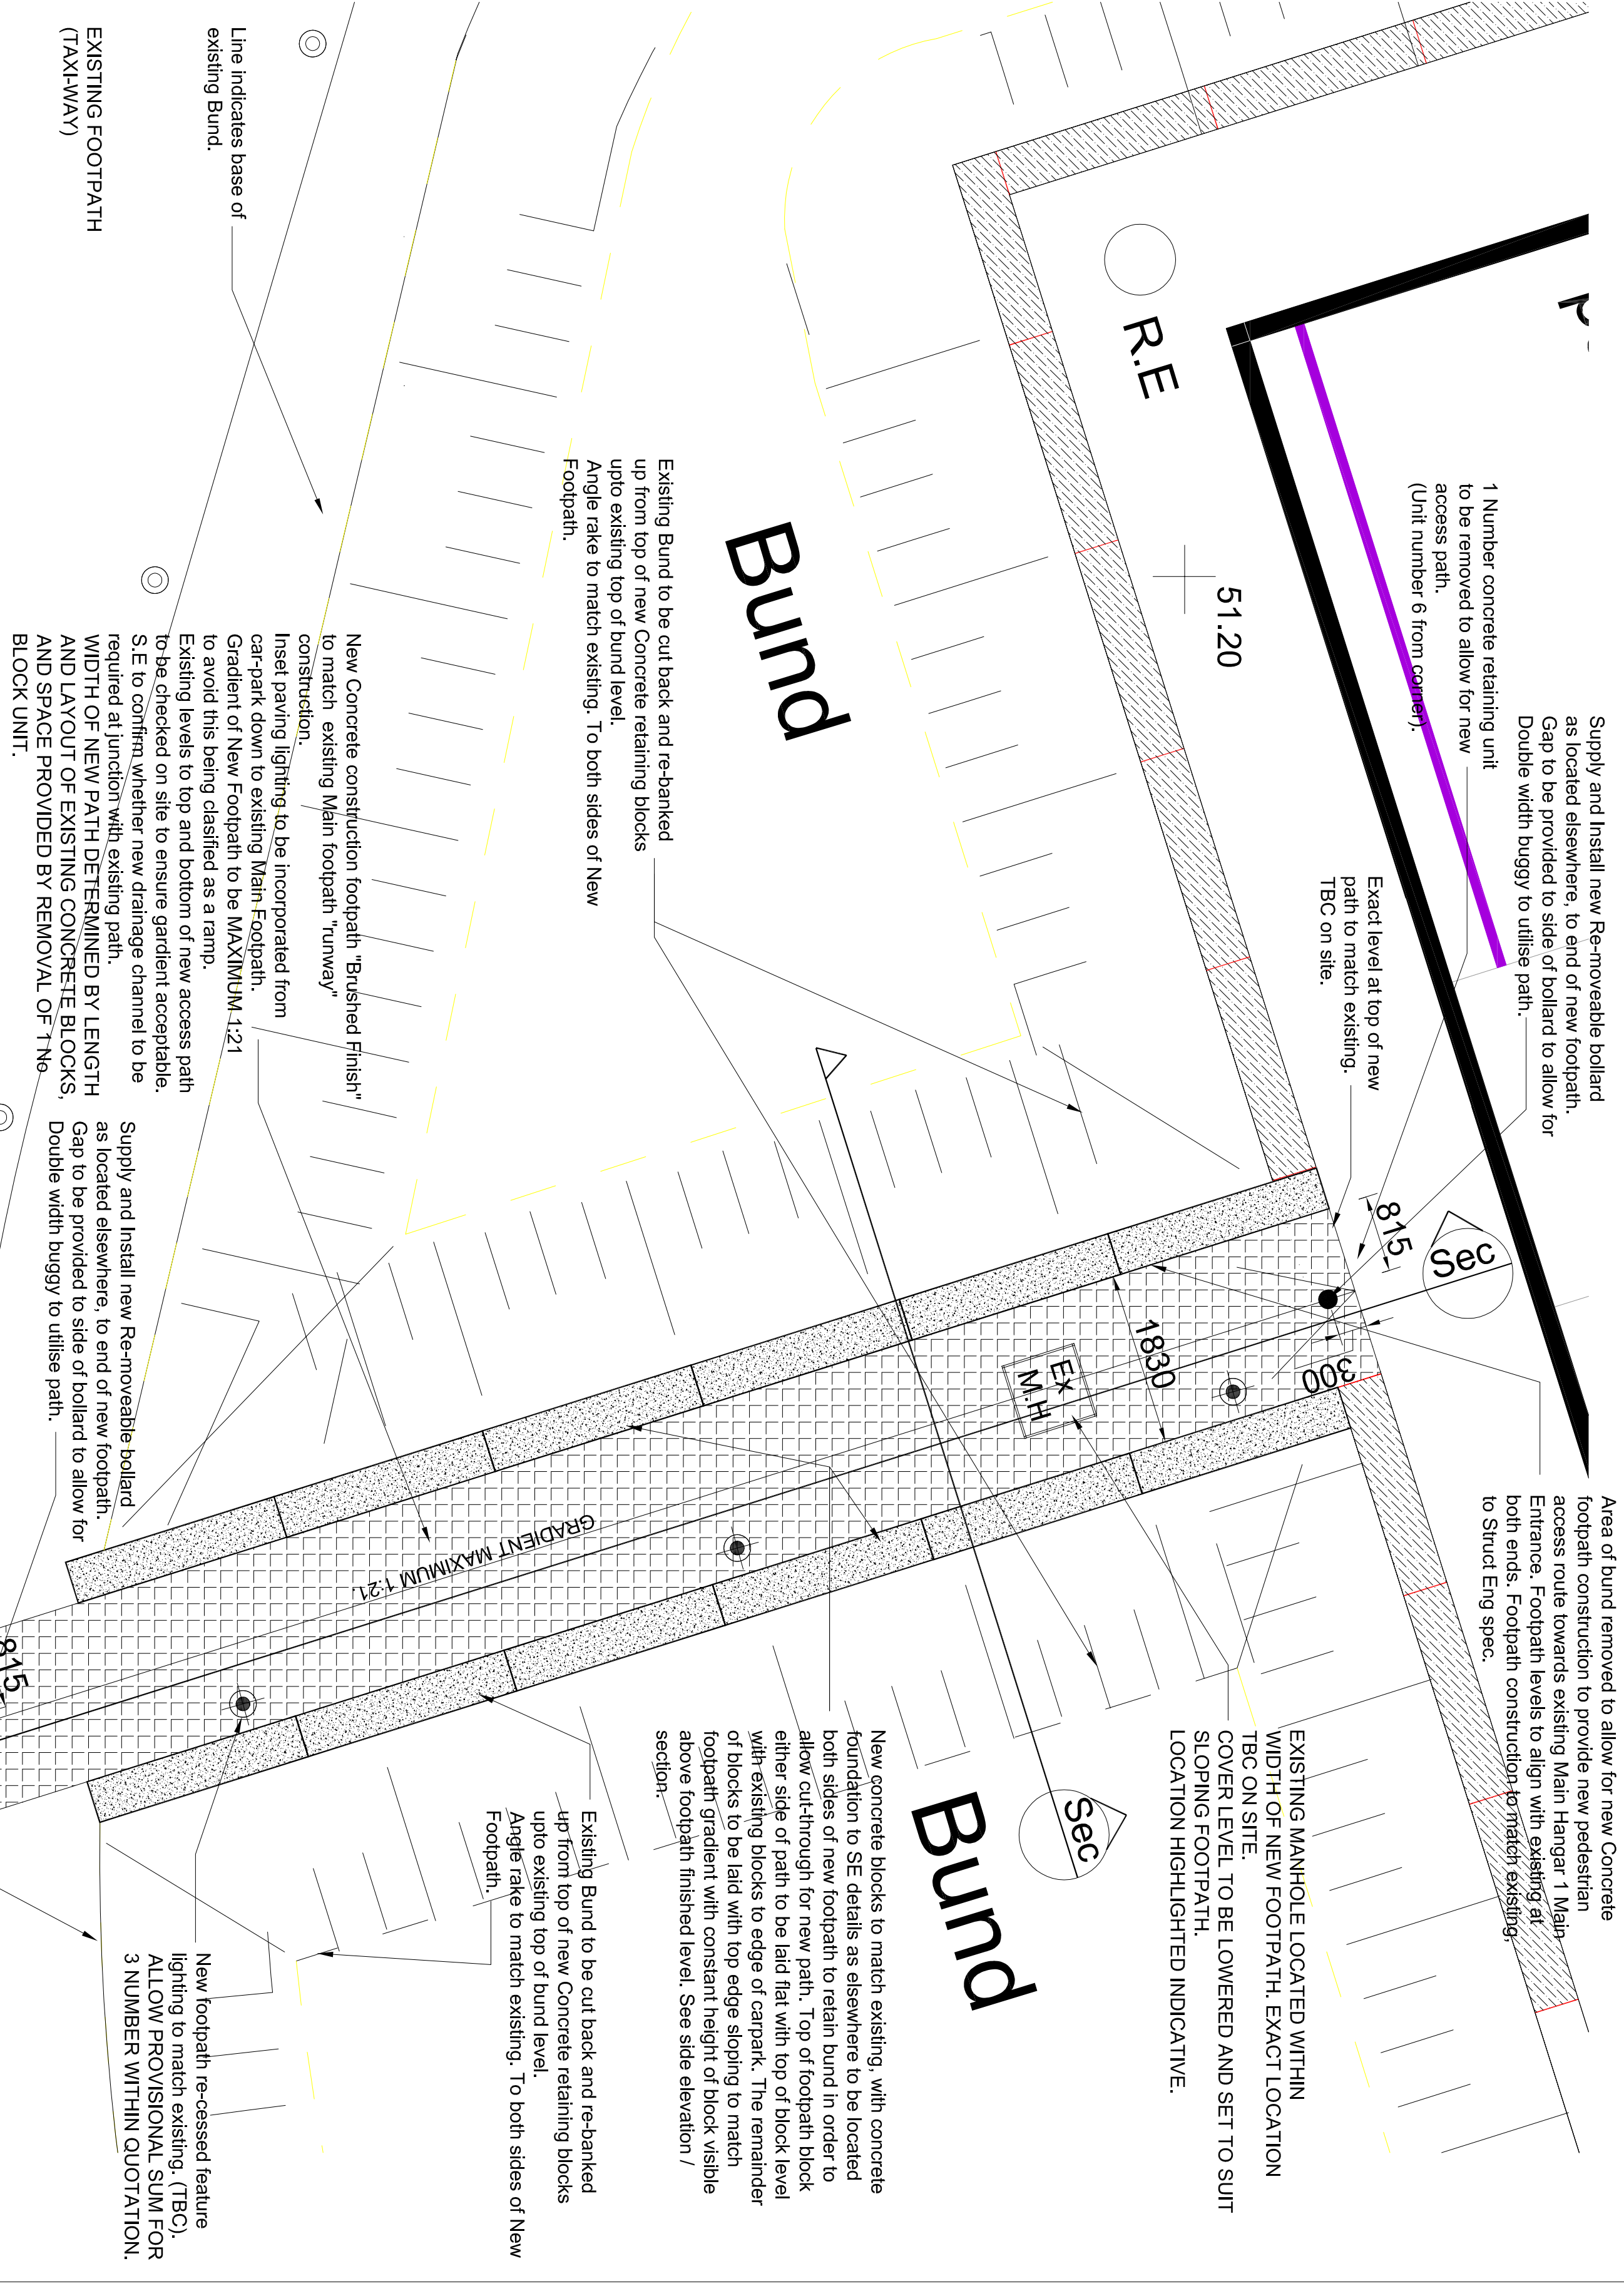 Supply and Install new Re-moveable bollard
as located elsewhere, to end of new footpath.
Gap to be provided to side of bollard to allow for
Double width buggy to utilise path.
1 Number concrete retaining unit
to be removed to allow for new
access path.
(Unit number 6 from corner).
Exact level at top of new
path to match existing.
TBC on site.
Area of bund removed to allow for new Concrete
footpath construction to provide new pedestrian
access route towards existing Main Hangar 1 Main
Entrance. Footpath levels to align with existing at
both ends. Footpath construction to match existing,
to Struct Eng spec.
R.E
51.20
815
Sec
300
1830
Ex
M.H
EXISTING MANHOLE LOCATED WITHIN
WIDTH OF NEW FOOTPATH. EXACT LOCATION
TBC ON SITE.
COVER LEVEL TO BE LOWERED AND SET TO SUIT
SLOPING FOOTPATH.
LOCATION HIGHLIGHTED INDICATIVE.
Sec
Bund
Bund
Existing Bund to be cut back and re-banked
up from top of new Concrete retaining blocks
upto existing top of bund level.
Angle rake to match existing. To both sides of New
Footpath.
New concrete blocks to match existing, with concrete
foundation to SE details as elsewhere to be located
both sides of new footpath to retain bund in order to
allow cut-through for new path. Top of footpath block
either side of path to be laid flat with top of block level
with existing blocks to edge of carpark. The remainder
of blocks to be laid with top edge sloping to match
footpath gradient with constant height of block visible
above footpath finished level. See side elevation /
section.
Existing Bund to be cut back and re-banked
up from top of new Concrete retaining blocks
upto existing top of bund level.
Angle rake to match existing. To both sides of New
Footpath.
GRADIENT MAXIMUM 1:21.
New Concrete construction footpath "Brushed Finish"
to match existing Main footpath "runway"
construction.
Inset paving lighting to be incorporated from
car-park down to existing Main Footpath.
Gradient of New Footpath to be MAXIMUM 1:21
to avoid this being clasified as a ramp.
Existing levels to top and bottom of new access path
to be checked on site to ensure gardient acceptable.
S.E to confirm whether new drainage channel to be
required at junction with existing path.
WIDTH OF NEW PATH DETERMINED BY LENGTH
AND LAYOUT OF EXISTING CONCRETE BLOCKS,
AND SPACE PROVIDED BY REMOVAL OF 1 No
BLOCK UNIT.
Line indicates base of
existing Bund.
EXISTING FOOTPATH
(TAXI-WAY)
Supply and Install new Re-moveable bollard
as located elsewhere, to end of new footpath.
Gap to be provided to side of bollard to allow for
Double width buggy to utilise path.
815
New footpath re-cessed feature
lighting to match existing. (TBC).
ALLOW PROVISIONAL SUM FOR
3 NUMBER WITHIN QUOTATION.